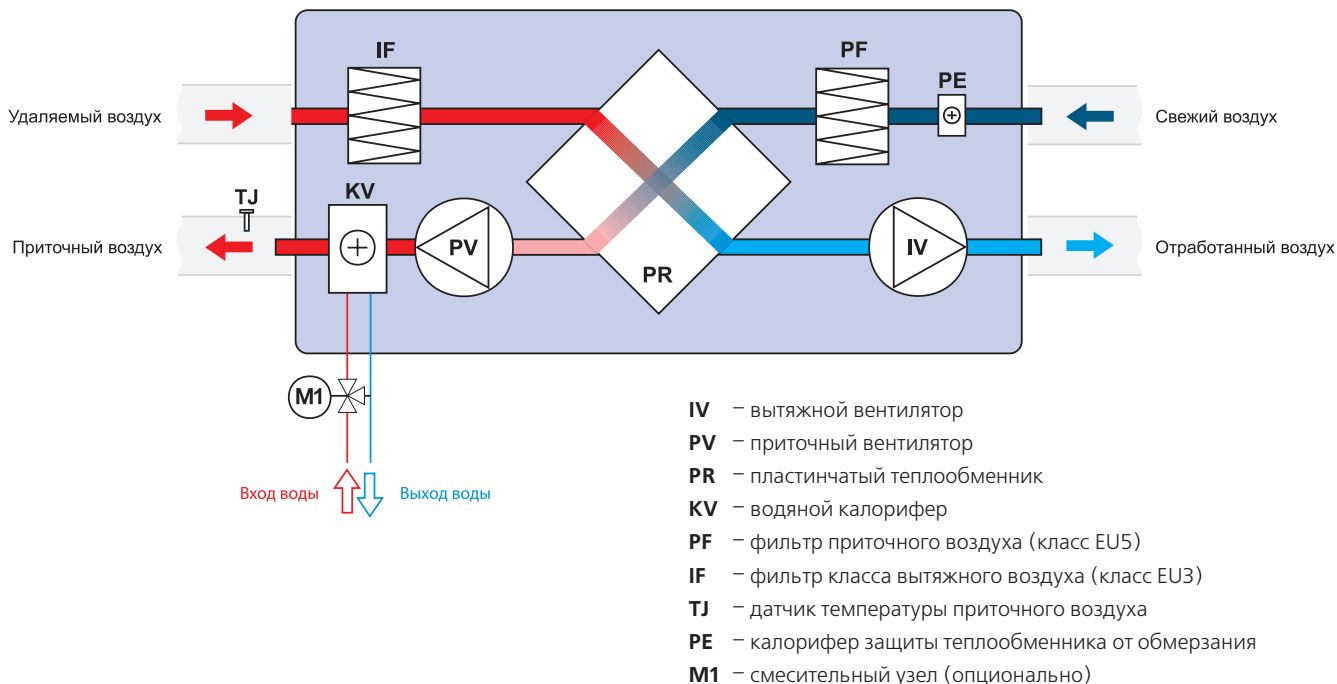 IF
PF
PE
Удаляемый воздух
Свежий воздух
TJ
KV
Приточный воздух
PV
PR
IV
Отработанный воздух
M1
Вход воды
Выход воды
IV – вытяжной вентилятор
PV – приточный вентилятор
PR – пластинчатый теплообменник
KV – водяной калорифер
PF – фильтр приточного воздуха (класс EU5)
IF – фильтр класса вытяжного воздуха (класс EU3)
TJ – датчик температуры приточного воздуха
PE – калорифер защиты теплообменника от обмерзания
M1 – смесительный узел (опционально)